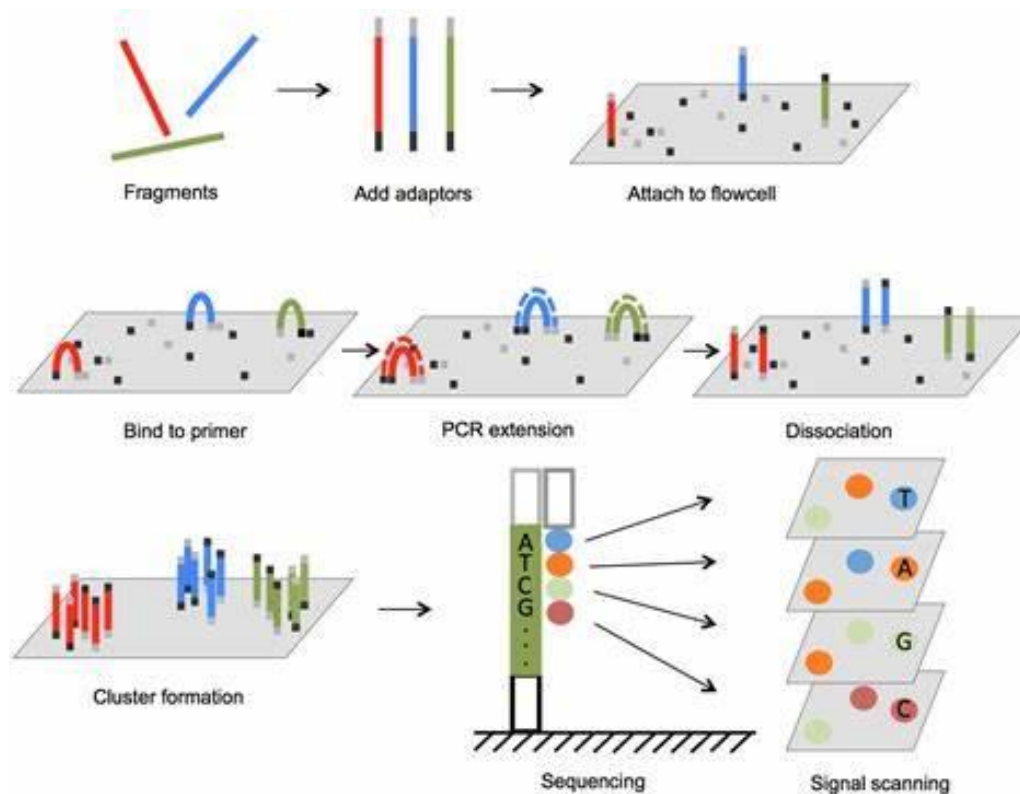 Fragments
Add adaptors
Attach to flowcell
Bind to primer
PCR extension
Dissociation
A
T
C
G
.
.
.
T
A
G
C
Cluster formation
Sequencing
Signal scanning